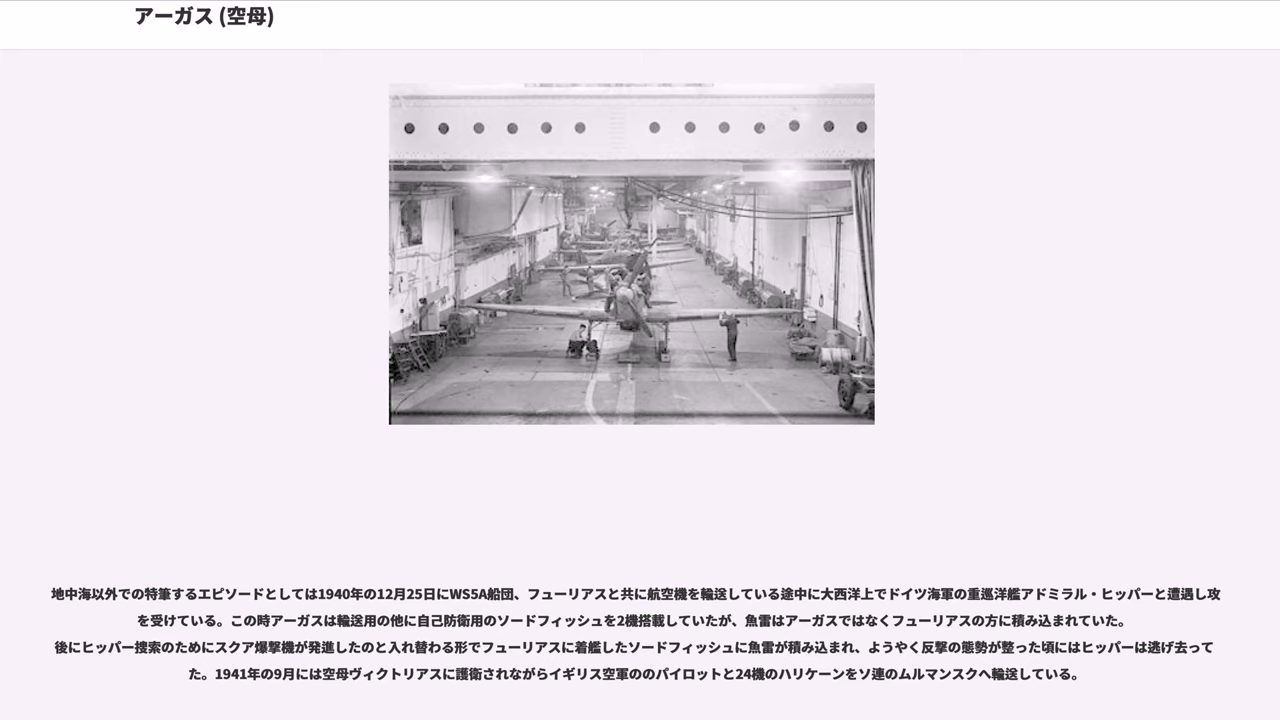 アーガス (空母)
地中海以外での特筆するエピソードとしては1940年の12月25日にWS5A船団、フューリアスと共に航空機を輸送している途中に大西洋上でドイツ海軍の重巡洋艦アドミラル・ヒッパーと遭遇し攻
を受けている。この時アーガスは輸送用の他に自己防衛用のソードフィッシュを2機搭載していたが、魚雷はアーガスではなくフューリアスの方に積み込まれていた。
後にヒッパー捜索のためにスクア爆撃機が発進したのと入れ替わる形でフューリアスに着艦したソードフィッシュに魚雷が積み込まれ、ようやく反撃の態勢が整った頃にはヒッパーは逃げ去って
た。1941年の9月には空母ヴィクトリアスに護衛されながらイギリス空軍ののパイロットと24機のハリケーンをソ連のムルマンスクへ輸送している。